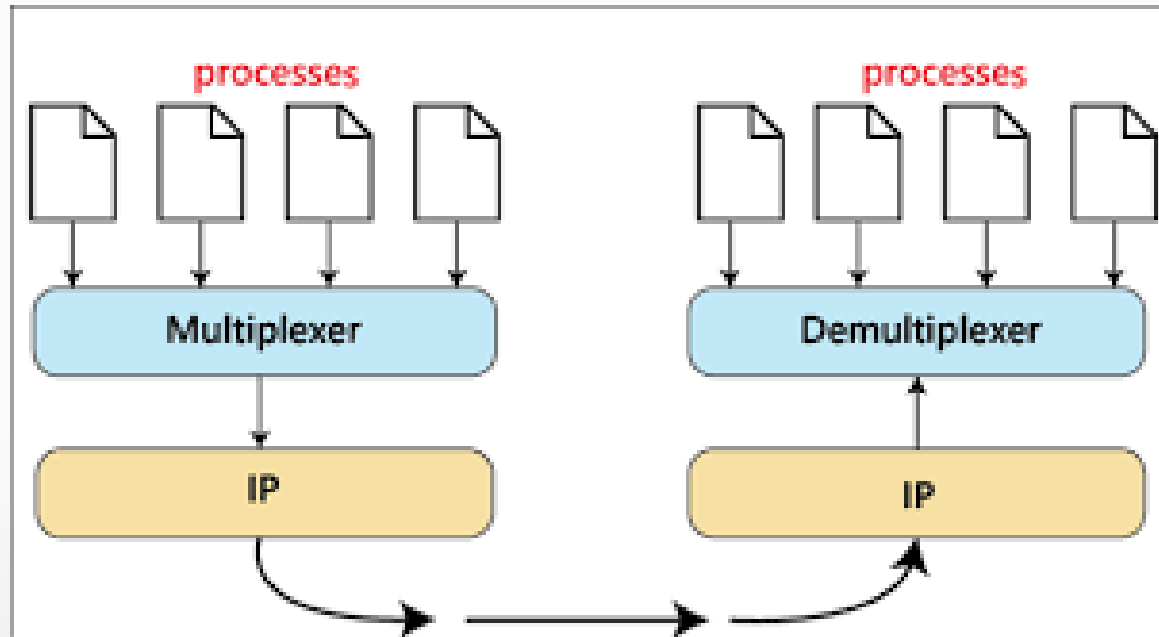 processes
processes
Multiplexer
Demultiplexer
IP
IP